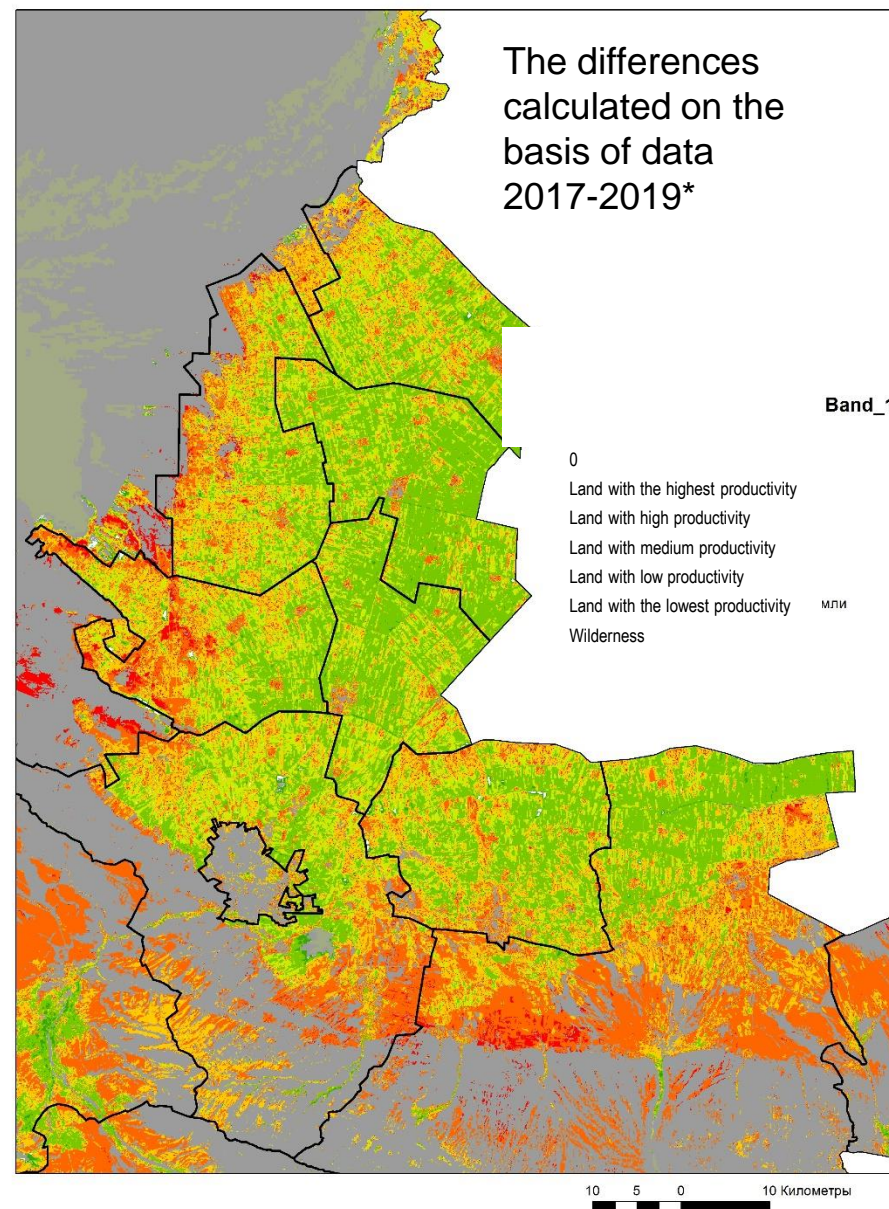 The differences
calculated on the
basis of data
2017-2019*
Band_1
0
Land with the highest productivity
Land with high productivity
Land with medium productivity
Land with low productivity
Land with the lowest productivity мли
Wilderness
10 5 0 10 Километры